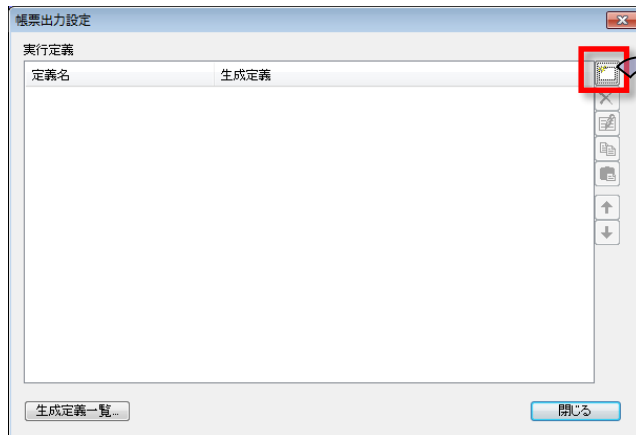 帳票出力設定
実行定義
定義名 生成定義
生成定義一覧...
閉じる